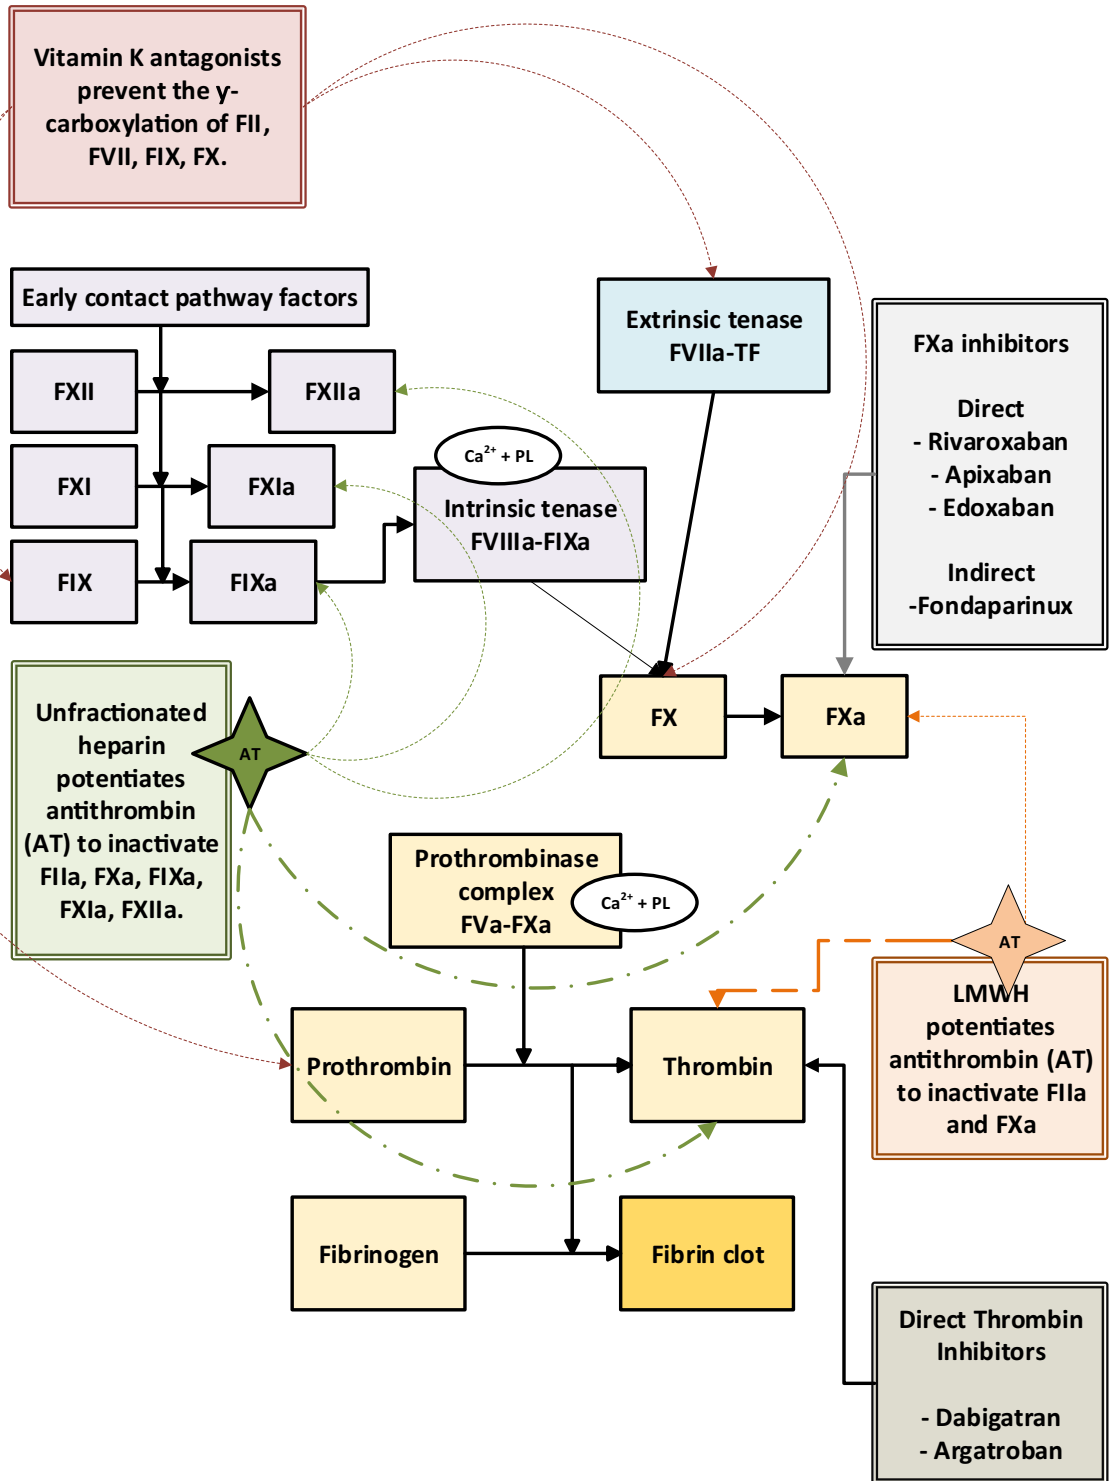 Vitamin K antagonists
prevent the γ-
carboxylation of FII,
FVII, FIX, FX.
Early contact pathway factors
Extrinsic tenase
FVIIa-TF
FXa inhibitors
Direct
- Rivaroxaban
- Apixaban
- Edoxaban
Indirect
-Fondaparinux
FXII
FXIIa
Ca²⁺ + PL
FXI
FXIa
Intrinsic tenase
FVIIIa-FIXa
FIX
FIXa
Unfractionated
heparin
potentiates
antithrombin
(AT) to inactivate
FIIa, FXa, FIXa,
FXIa, FXIIa.
AT
FX
FXa
Prothrombinase
complex
FVa-FXa
Ca²⁺ + PL
AT
LMWH
potentiates
antithrombin (AT)
to inactivate FIIa
and FXa
Prothrombin
Thrombin
Fibrinogen
Fibrin clot
Direct Thrombin
Inhibitors
- Dabigatran
- Argatroban